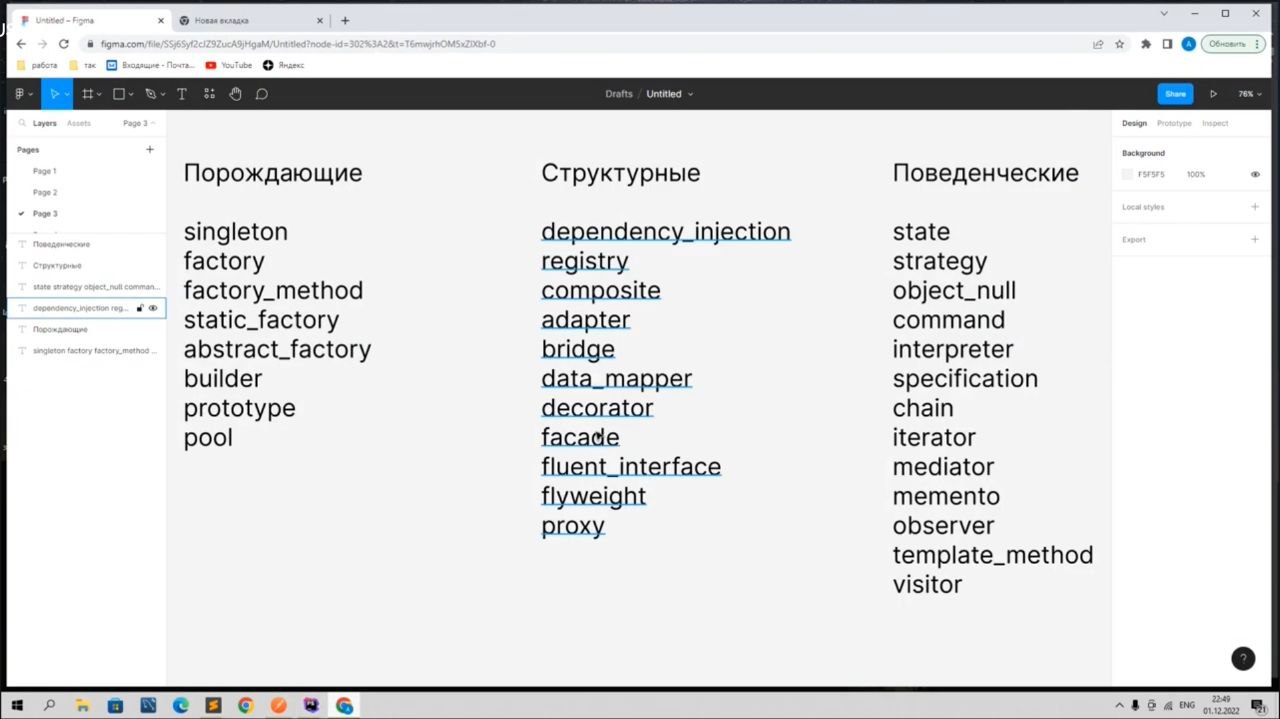 Untitled – Figma
Новая вкладка
figma.com/file/SSj6Syf2cJZ9ZucA9jHgaM/Untitled?node-id=302%3A2&t=T6mwjrhOM5xZlXbf-0
А
Обновить
работа
так
Входящие - Почта...
YouTube
Яндекс
Drafts / Untitled
Share
76%
Layers
Assets
Page 3
Pages
Page 1
Page 2
Page 3
Поведенческие
Структурные
state strategy object_null comman...
dependency_injection reg...
Порождающие
singleton factory factory_method ...
Порождающие
singleton
factory
factory_method
static_factory
abstract_factory
builder
prototype
pool
Структурные
dependency_injection
registry
composite
adapter
bridge
data_mapper
decorator
facade
fluent_interface
flyweight
proxy
Поведенческие
state
strategy
object_null
command
interpreter
specification
chain
iterator
mediator
memento
observer
template_method
visitor
Design
Prototype
Inspect
Background
F5F5F5
100%
Local styles
Export
?
ENG
22:49
01.12.2022
21